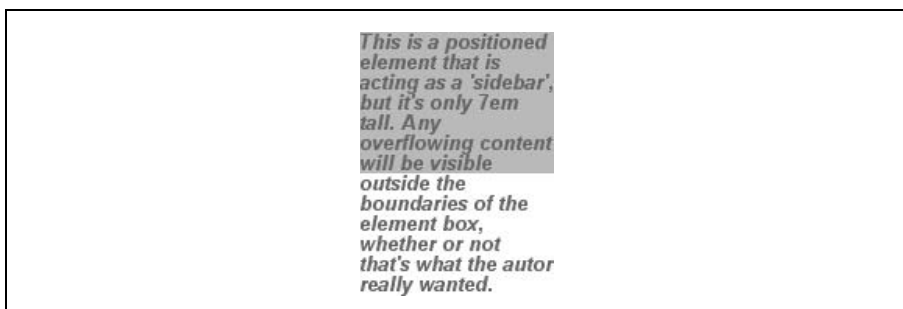 This is a positioned
element that is
acting as a 'sidebar',
but it's only 7em
tall. Any
overflowing content
will be visible
outside the
boundaries of the
element box,
whether or not
that's what the autor
really wanted.